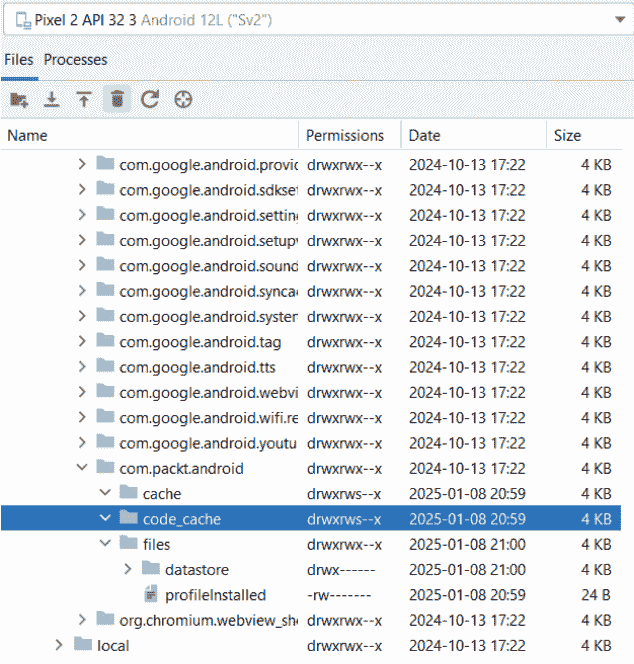 Pixel 2 API 32 3 Android 12L ("Sv2")
Files Processes
Name Permissions Date Size
com.google.android.provid drwxrwx--x 2024-10-13 17:22 4 KB
com.google.android.sdkset drwxrwx--x 2024-10-13 17:22 4 KB
com.google.android.setting drwxrwx--x 2024-10-13 17:22 4 KB
com.google.android.setupw drwxrwx--x 2024-10-13 17:22 4 KB
com.google.android.sound drwxrwx--x 2024-10-13 17:22 4 KB
com.google.android.syncad drwxrwx--x 2024-10-13 17:22 4 KB
com.google.android.system drwxrwx--x 2024-10-13 17:22 4 KB
com.google.android.tag drwxrwx--x 2024-10-13 17:22 4 KB
com.google.android.tts drwxrwx--x 2024-10-13 17:22 4 KB
com.google.android.webvi drwxrwx--x 2024-10-13 17:22 4 KB
com.google.android.wifi.re drwxrwx--x 2024-10-13 17:22 4 KB
com.google.android.youtu drwxrwx--x 2024-10-13 17:22 4 KB
com.packt.android drwxrwx--x 2024-10-13 17:22 4 KB
cache drwxrws--x 2025-01-08 20:59 4 KB
code_cache drwxrws--x 2025-01-08 20:59 4 KB
files drwxrwx--x 2025-01-08 21:00 4 KB
datastore drwx------ 2025-01-08 21:00 4 KB
profileInstalled -rw------- 2025-01-08 20:59 24 B
org.chromium.webview_she drwxrwx--x 2024-10-13 17:22 4 KB
local drwxrwx--x 2024-10-13 17:22 4 KB